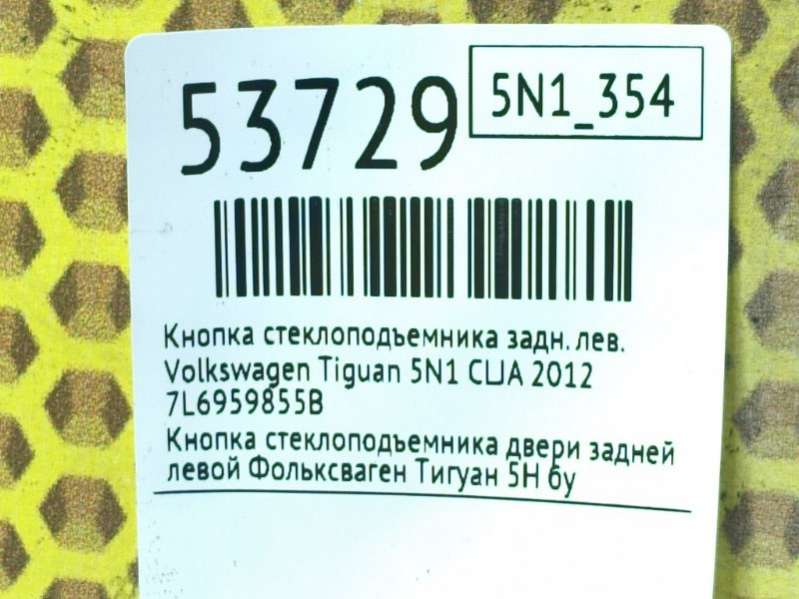 53729
5N1_354
Кнопка стеклоподъемника задн. лев.
Volkswagen Tiguan 5N1 США 2012
7L6959855B
Кнопка стеклоподъемника двери задней
левой Фольксваген Тигуан 5Н бу